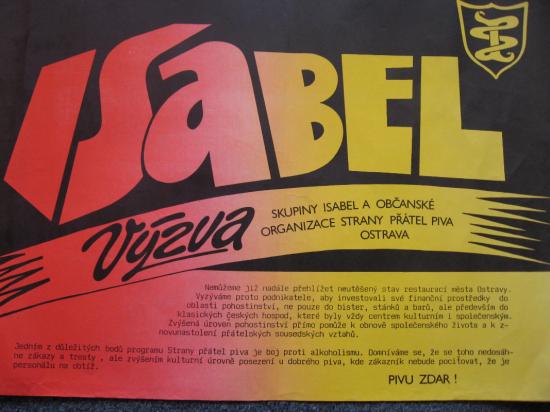 ISABEL
Výzva
SKUPINY ISABEL A OBČANSKÉ
ORGANIZACE STRANY PŘÁTEL PIVA
OSTRAVA
Nemůžeme již nadále přehlížet neutěšený stav restaurací města Ostravy.
Vyzýváme proto podnikatele, aby investovali své finanční prostředky do
oblasti pohostinství, ne pouze do bister, stánků a barů, ale především do
klasických českých hospod, které byly vždy centrem kulturním i společenským.
Zvýšená úroveň pohostinství přímo pomůže k obnově společenského života a k z-
novunastolení přátelských sousedských vztahů.
Jedním z důležitých bodů programu Strany přátel piva je boj proti alkoholismu. Domníváme se, že se toho nedosáh-
ne zákazy a tresty , ale zvýšením kulturní úrovně posezení u dobrého piva, kde zákazník nebude pociťovat, že je
personálu na obtíž.
PIVU ZDAR !